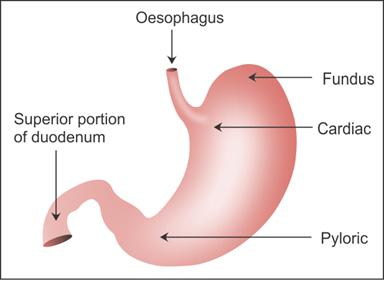 Oesophagus
Fundus
Superior portion
of duodenum
Cardiac
Pyloric